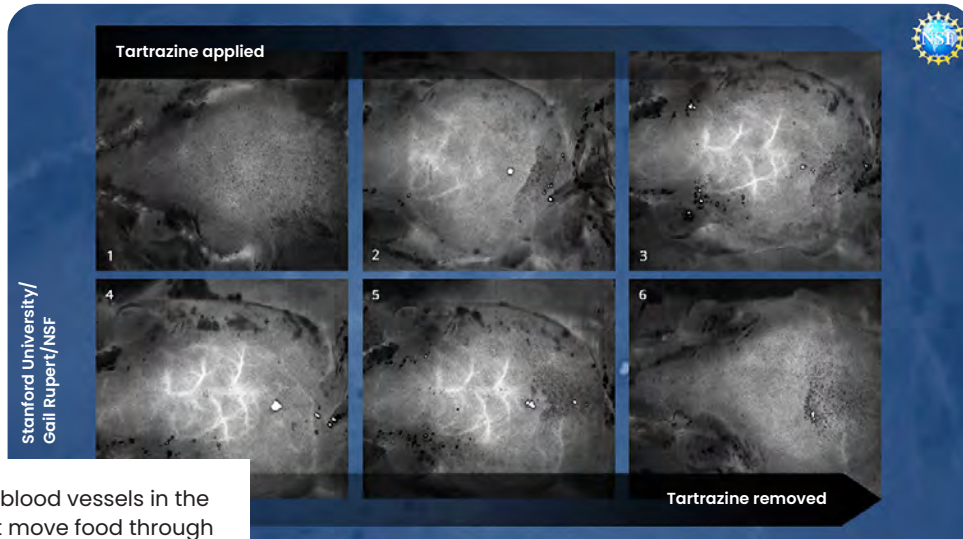 NSF
Tartrazine applied
1
2
3
4
5
6
Stanford University/
Gail Rupert/NSF
blood vessels in the
t move food through
Tartrazine removed